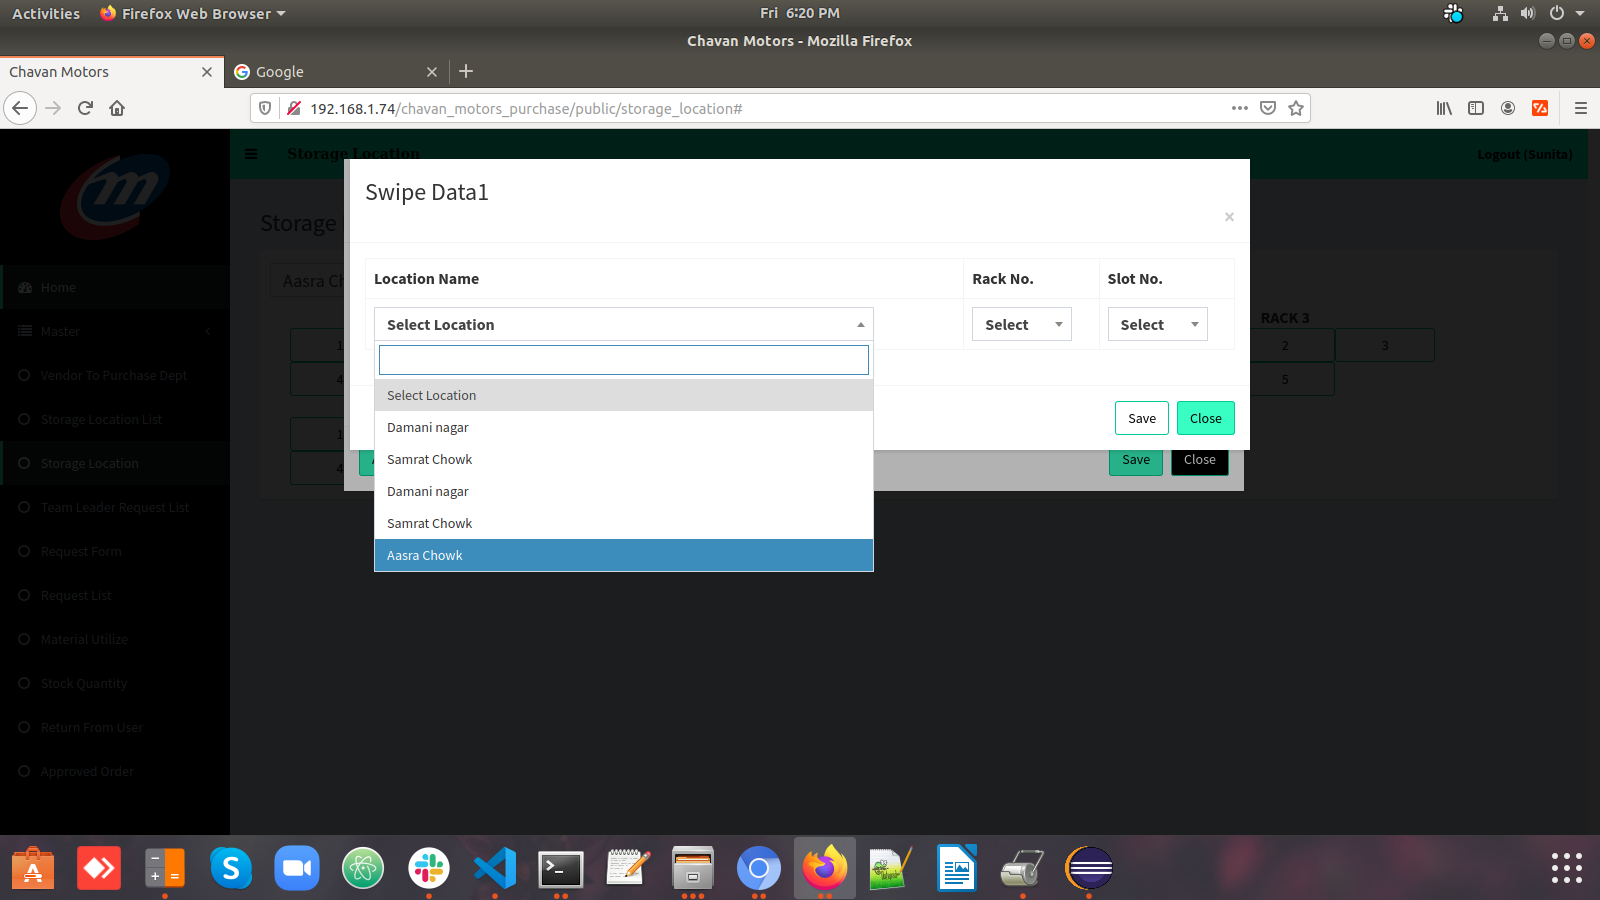 Activities Firefox Web Browser Fri 6:20 PM
Chavan Motors - Mozilla Firefox
Chavan Motors Google
192.168.1.74/chavan_motors_purchase/public/storage_location#
Storage Location Logout (Sunita)
Swipe Data1
×
Storage
Aasra Ch
Location Name Rack No. Slot No.
Select Location Select Select
RACK 3
1 2 3
4 5
1
4
Select Location
Damani nagar
Samrat Chowk
Damani nagar
Samrat Chowk
Aasra Chowk
Save Close
Save Close
Home
Master
Vendor To Purchase Dept
Storage Location List
Storage Location
Team Leader Request List
Request Form
Request List
Material Utilize
Stock Quantity
Return From User
Approved Order